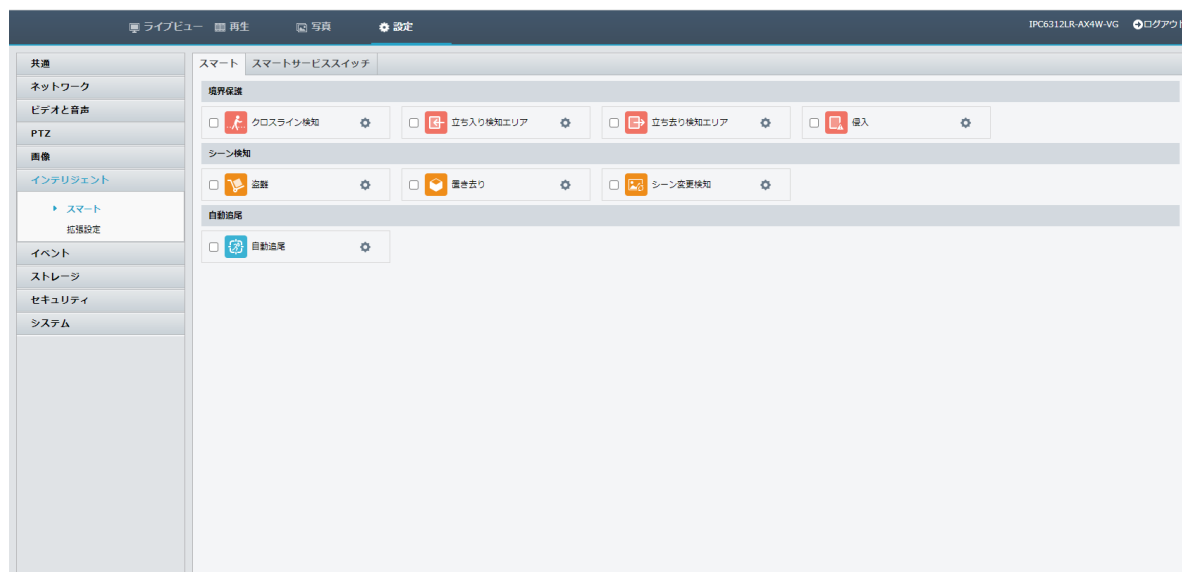 ライブビュー 再生 写真 設定 IPC6312LR-AX4W-VG ログアウト
共通
ネットワーク
ビデオと音声
PTZ
画像
インテリジェント
スマート
拡張設定
イベント
ストレージ
セキュリティ
システム
スマート スマートサービススイッチ
境界保護
クロスライン検知 立ち入り検知エリア 立ち去り検知エリア 侵入
シーン検知
盗難 置き去り シーン変更検知
自動追尾
自動追尾